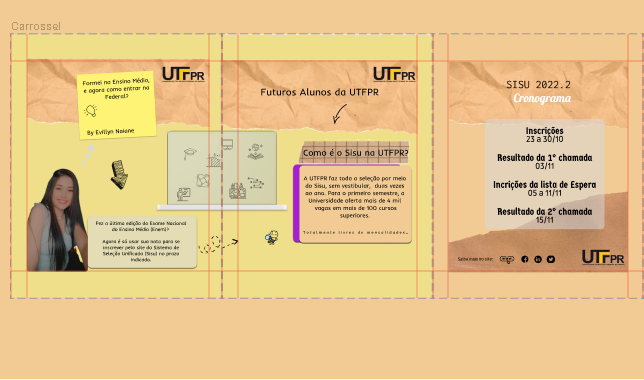 Carrossel
UTFPR
Formei no Ensino Médio,
e agora como entrar na
Federal?
By Evillyn Naiane
Fez a última edição do Exame Nacional
do Ensino Médio (Enem)?
Agora é só usar sua nota para se
inscrever pelo site do Sistema de
Seleção Unificada (Sisu) no prazo
indicado.
UTFPR
Futuros Alunos da UTFPR
Como é o Sisu na UTFPR?
A UTFPR faz toda a seleção por meio
do Sisu, sem vestibular, duas vezes
ao ano. Para o primeiro semestre, a
Universidade oferta mais de 4 mil
vagas em mais de 100 cursos
superiores.
Totalmente livres de mensalidades.
SISU 2022.2
Cronograma
Inscrições
23 a 30/10
Resultado da 1° chamada
03/11
Incrições da lista de Espera
05 a 11/11
Resultado da 2° chamada
15/11
Saiba mais no site:
UTFPR